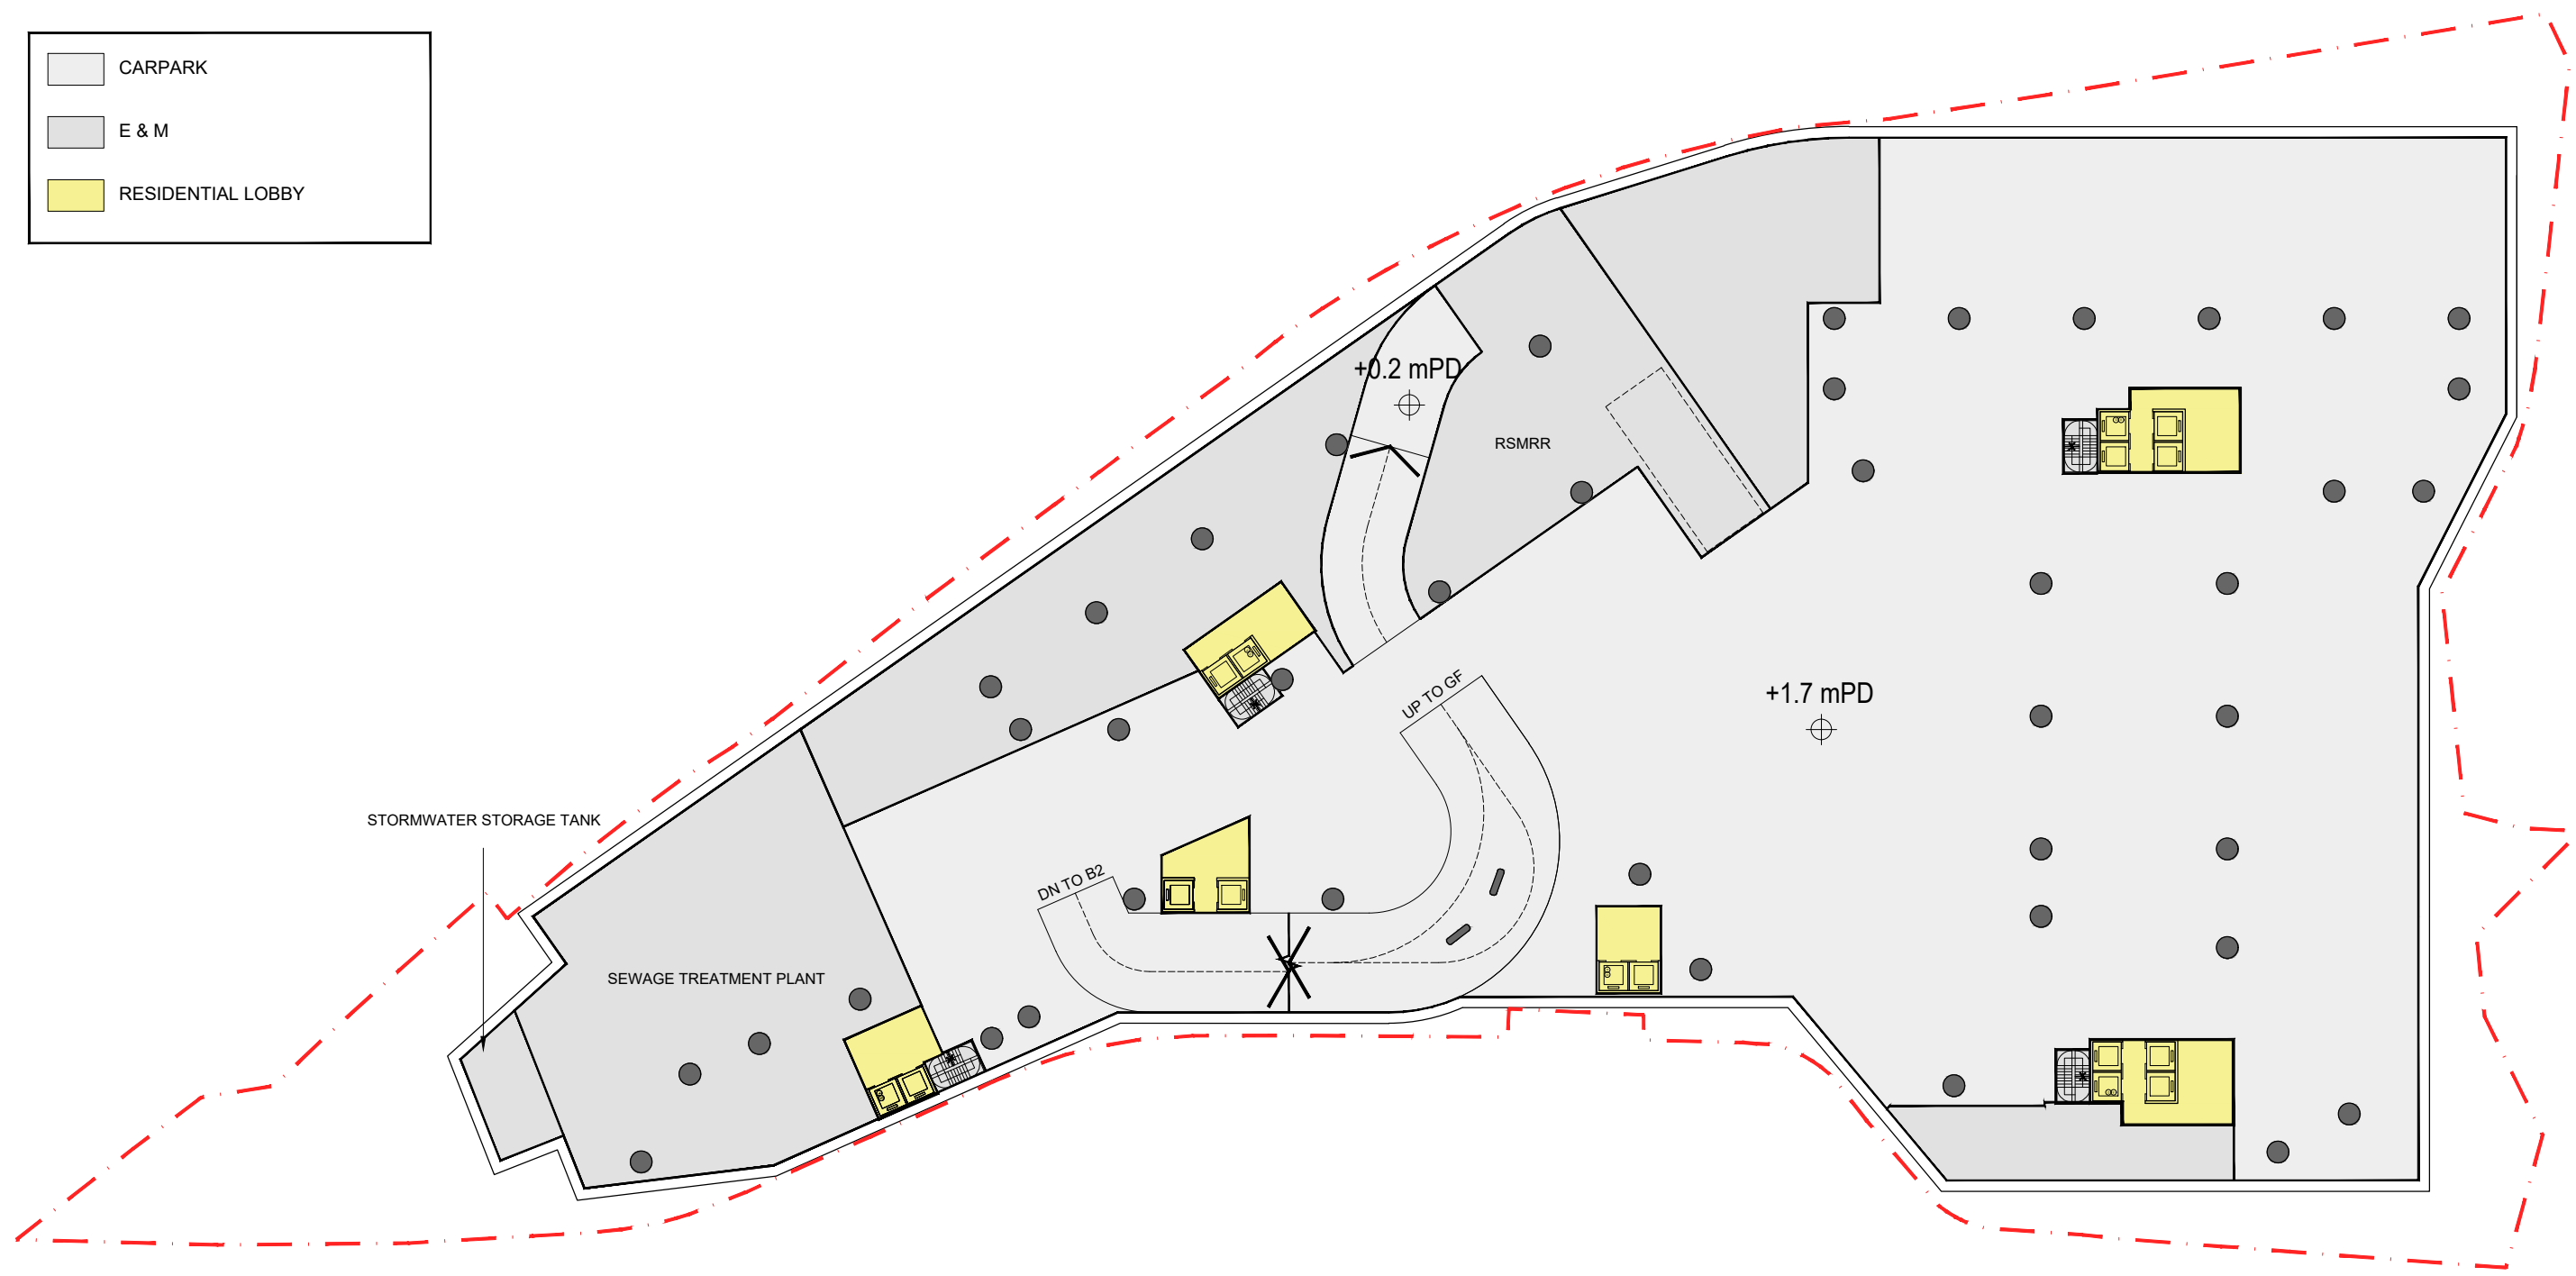 CARPARK
E & M
RESIDENTIAL LOBBY
+0.2 mPD
RSMRR
UP TO GF
+1.7 mPD
STORMWATER STORAGE TANK
DN TO B2
SEWAGE TREATMENT PLANT